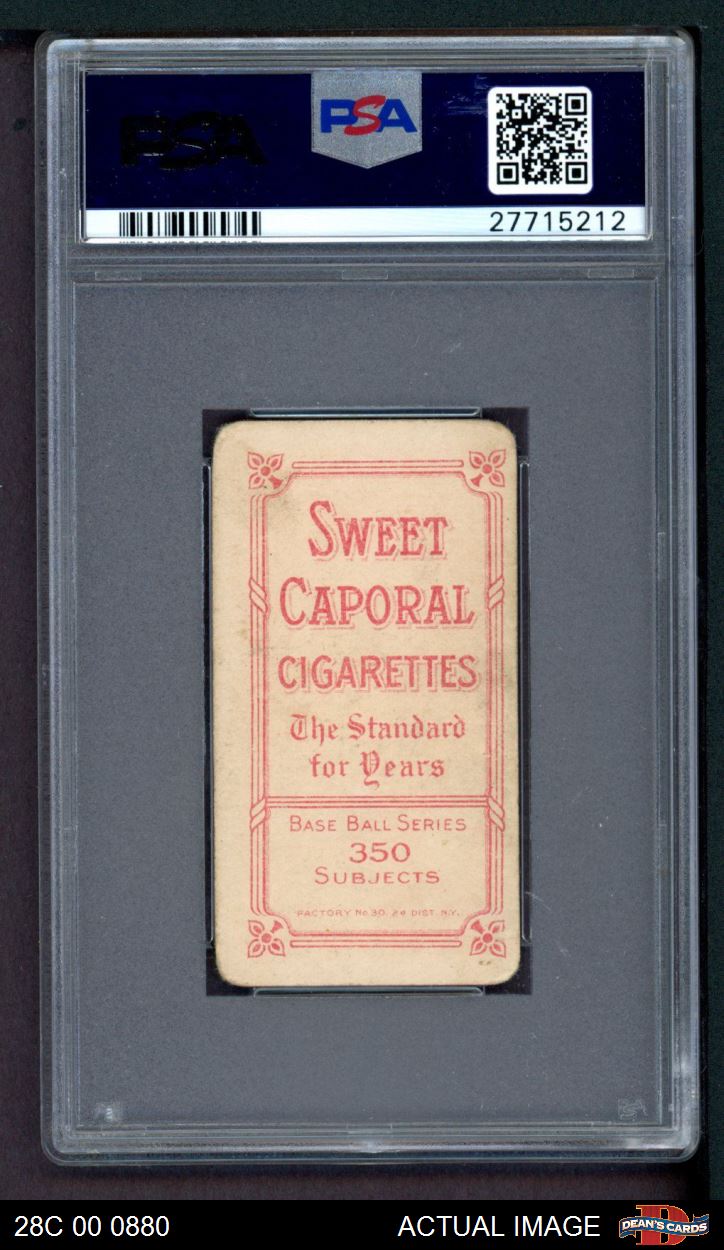 PSA
PSA
27715212
SWEET
CAPORAL
CIGARETTES
The Standard
for Years
BASE BALL SERIES
350
SUBJECTS
FACTORY No. 30, 2d DIST. N.Y.
28C 00 0880
ACTUAL IMAGE
DEAN'S CARDS